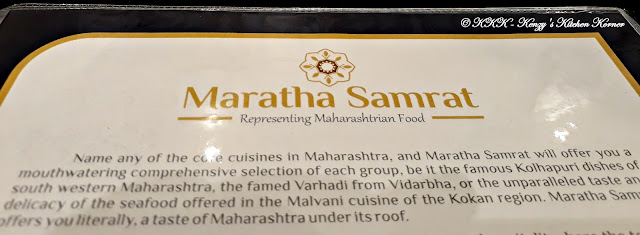 © KKK - Kenzy's Kitchen Korner
Maratha Samrat
Representing Maharashtrian Food
Name any of the core cuisines in Maharashtra, and Maratha Samrat will offer you a
mouthwatering comprehensive selection of each group, be it the famous Kolhapuri dishes of
south western Maharashtra, the famed Varhadi from Vidarbha, or the unparalleled taste and
delicacy of the seafood offered in the Malvani cuisine of the Kokan region. Maratha Sam
offers you literally, a taste of Maharashtra under its roof.